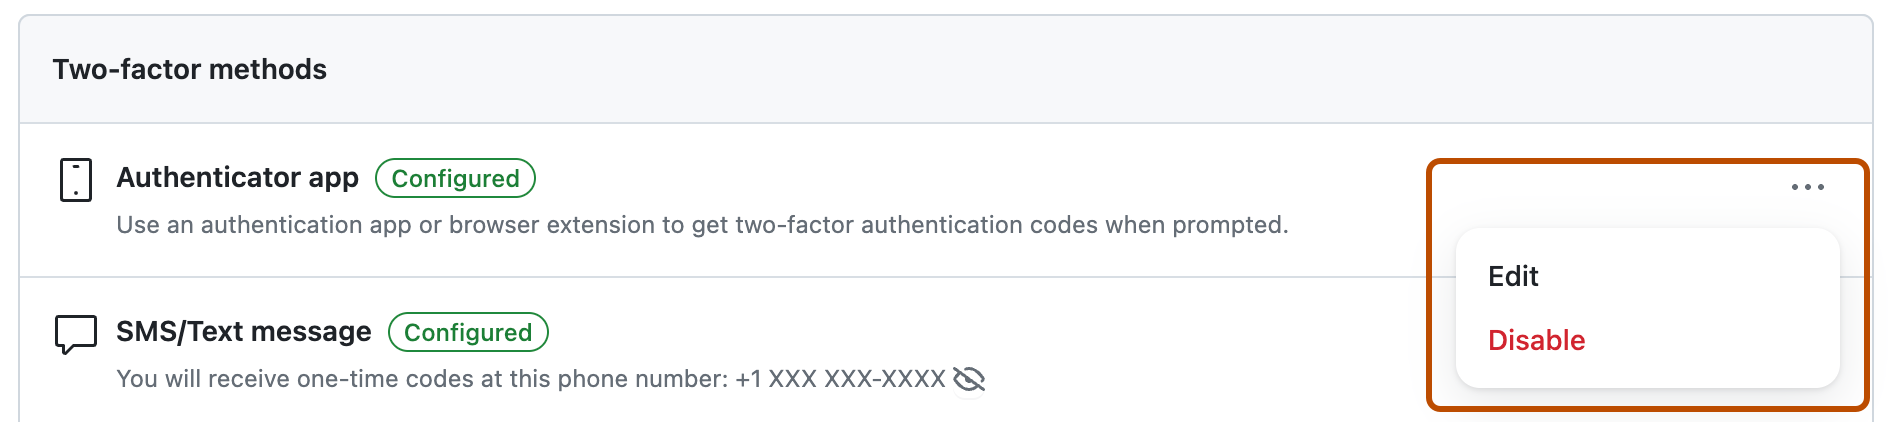 Two-factor methods
Authenticator app Configured
Use an authentication app or browser extension to get two-factor authentication codes when prompted.
Edit
Disable
SMS/Text message Configured
You will receive one-time codes at this phone number: +1 XXX XXX-XXXX